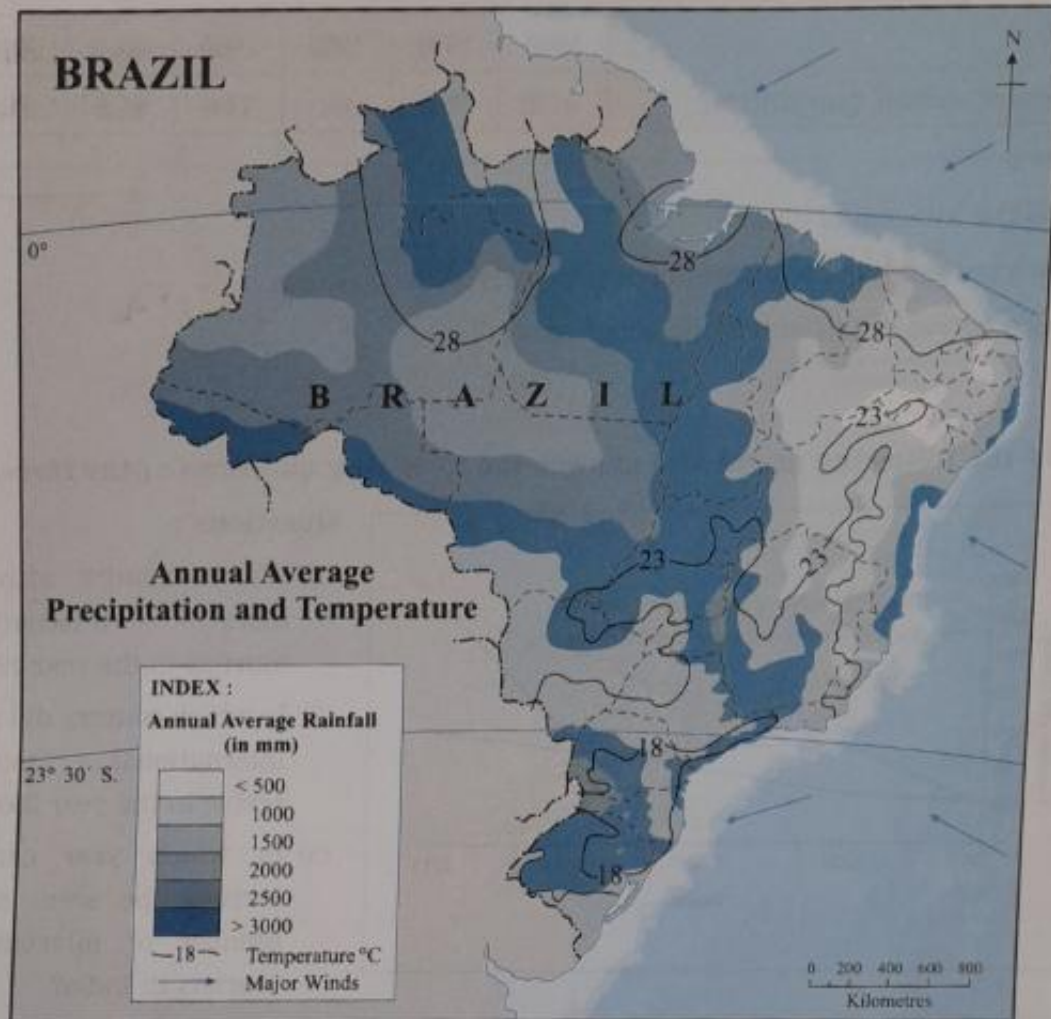 BRAZIL
N
0°
28
28
28
B R A Z I L
23
23
23
Annual Average
Precipitation and Temperature
INDEX :
Annual Average Rainfall
(in mm)
< 500
1000
1500
2000
2500
> 3000
—18— Temperature °C
Major Winds
18
23° 30´ S.
18
0 200 400 600 800
Kilometres